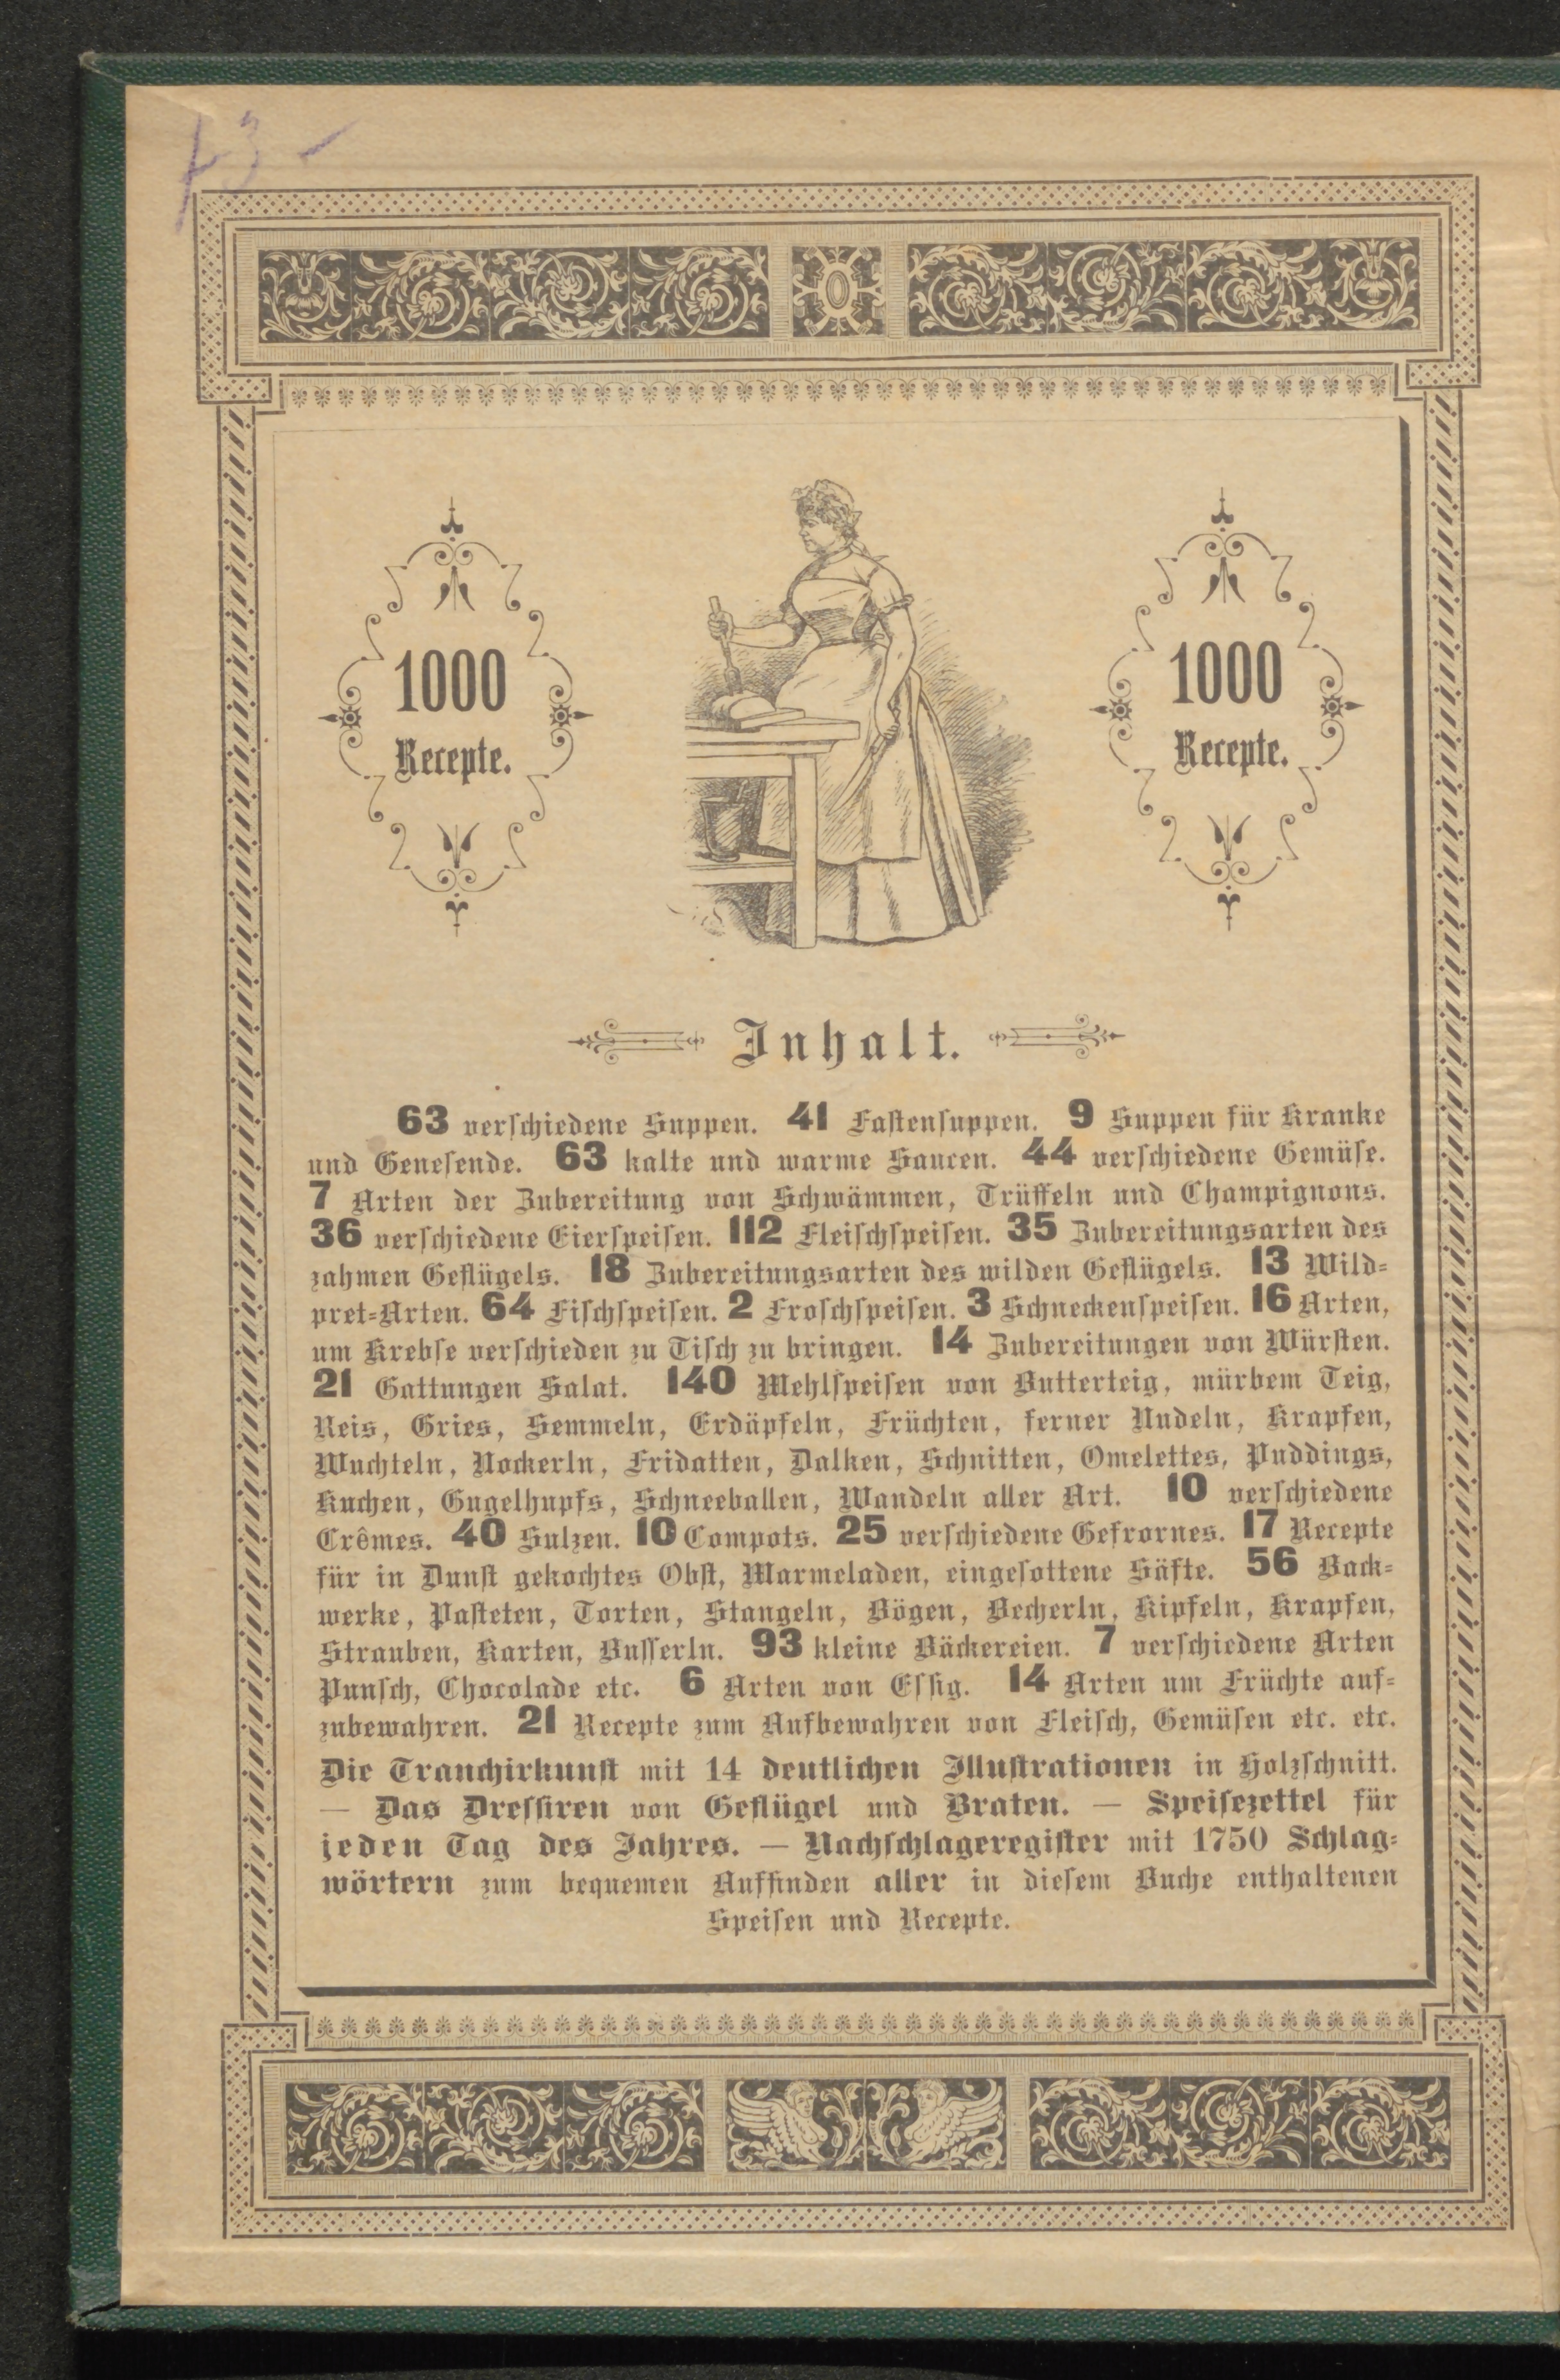 1000
Recepte.
1000
Recepte.
Inhalt.
63 verſchiedene Suppen. 41 Faſtenſuppen. 9 Suppen für Kranke
und Geneſende. 63 kalte und warme Saucen. 44 verſchiedene Gemüſe.
7 Arten der Zubereitung von Schwämmen, Trüffeln und Champignons.
36 verſchiedene Eierſpeiſen. 112 Fleiſchſpeiſen. 35 Zubereitungsarten des
zahmen Geflügels. 18 Zubereitungsarten des wilden Geflügels. 13 Wild-
pret-Arten. 64 Fiſchſpeiſen. 2 Froſchſpeiſen. 3 Schneckenſpeiſen. 16 Arten,
um Krebſe verſchieden zu Tiſch zu bringen. 14 Zubereitungen von Würſten.
21 Gattungen Salat. 140 Mehlſpeiſen von Butterteig, mürbem Teig,
Reis, Gries, Semmeln, Erdäpfeln, Früchten, ferner Nudeln, Krapfen,
Wuchteln, Nockerln, Fridatten, Dalken, Schnitten, Omelettes, Puddings,
Kuchen, Gugelhupfs, Schneeballen, Wandeln aller Art. 10 verſchiedene
Crêmes. 40 Sulzen. 10 Compots. 25 verſchiedene Gefrornes. 17 Recepte
für in Dunſt gekochtes Obſt, Marmeladen, eingeſottene Säfte. 56 Back-
werke, Paſteten, Torten, Stangeln, Bögen, Becherln, Kipfeln, Krapfen,
Strauben, Karten, Buſſerln. 93 kleine Bäckereien. 7 verſchiedene Arten
Punſch, Chocolade etc. 6 Arten von Eſſig. 14 Arten um Früchte auf-
zubewahren. 21 Recepte zum Aufbewahren von Fleiſch, Gemüſen etc. etc.
Die Tranchirkunſt mit 14 deutlichen Illuſtrationen in Holzſchnitt.
— Das Dreſſiren von Geflügel und Braten. — Speiſezettel für
jeden Tag des Jahres. — Nachſchlageregiſter mit 1750 Schlag-
wörtern zum bequemen Auffinden aller in dieſem Buche enthaltenen
Speiſen und Recepte.